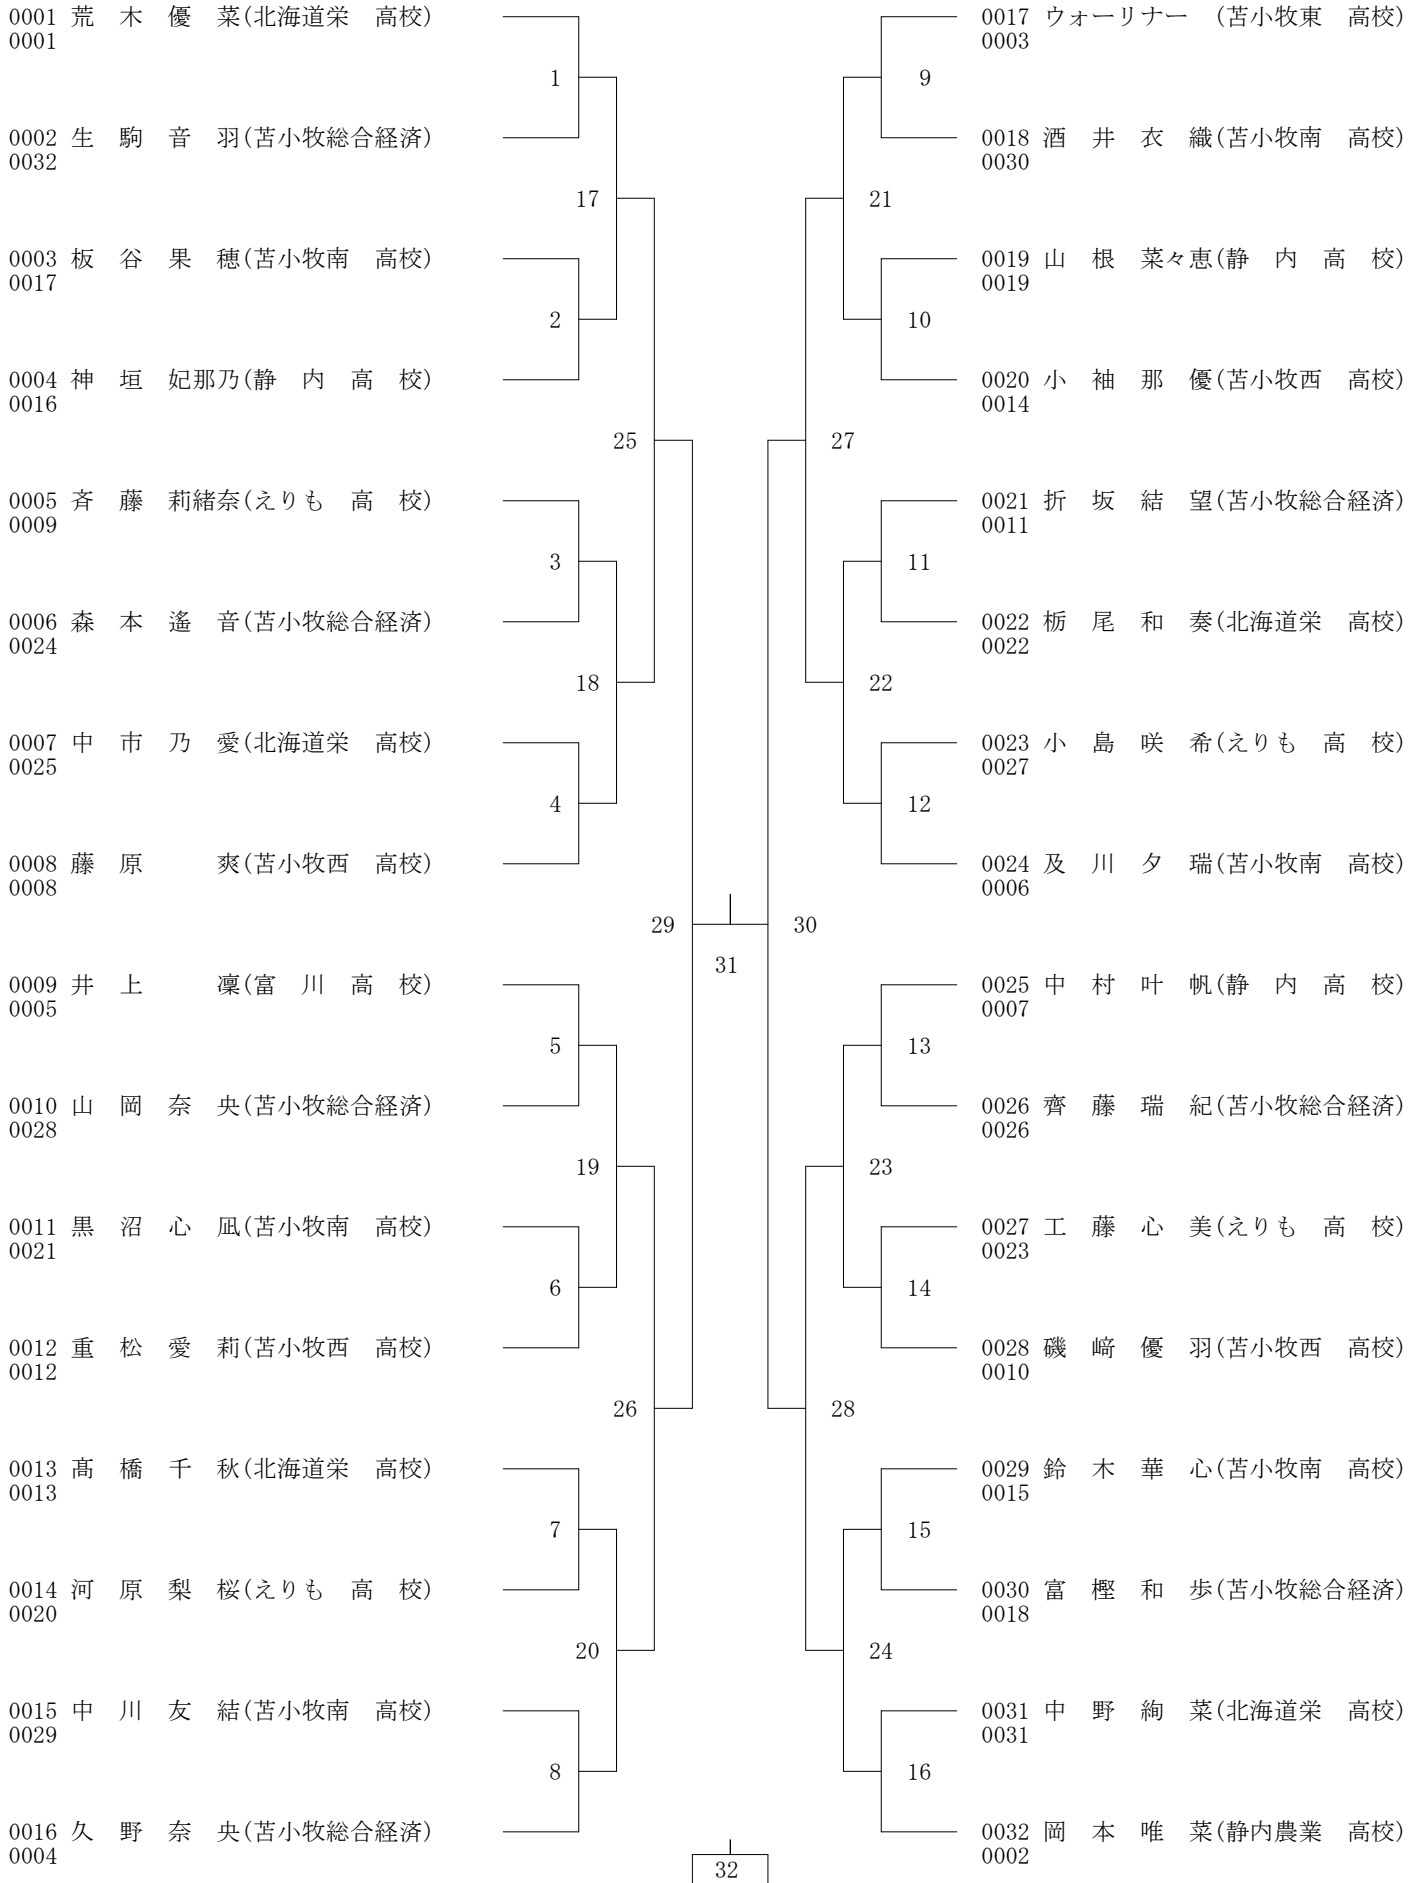 0001 荒　木　優　菜(北海道栄　高校)
0001
1
0002 生　駒　音　羽(苫小牧総合経済)
0032
17
0003 板　谷　果　穂(苫小牧南　高校)
0017
2
0004 神　垣　妃那乃(静　内　高　校)
0016
25
0005 斉　藤　莉緒奈(えりも　高　校)
0009
3
0006 森　本　遙　音(苫小牧総合経済)
0024
18
0007 中　市　乃　愛(北海道栄　高校)
0025
4
0008 藤　原　　　爽(苫小牧西　高校)
0008
29
0009 井　上　　　凜(富　川　高　校)
0005
5
0010 山　岡　奈　央(苫小牧総合経済)
0028
19
0011 黒　沼　心　凪(苫小牧南　高校)
0021
6
0012 重　松　愛　莉(苫小牧西　高校)
0012
26
0013 髙　橋　千　秋(北海道栄　高校)
0013
7
0014 河　原　梨　桜(えりも　高　校)
0020
20
0015 中　川　友　結(苫小牧南　高校)
0029
8
0016 久　野　奈　央(苫小牧総合経済)
0004
31
32
0017 ウォーリナー　(苫小牧東　高校)
0003
9
0018 酒　井　衣　織(苫小牧南　高校)
0030
21
0019 山　根　菜々恵(静　内　高　校)
0019
10
0020 小　袖　那　優(苫小牧西　高校)
0014
27
0021 折　坂　結　望(苫小牧総合経済)
0011
11
0022 栃　尾　和　奏(北海道栄　高校)
0022
22
0023 小　島　咲　希(えりも　高　校)
0027
12
0024 及　川　夕　瑞(苫小牧南　高校)
0006
30
0025 中　村　叶　帆(静　内　高　校)
0007
13
0026 齊　藤　瑞　紀(苫小牧総合経済)
0026
23
0027 工　藤　心　美(えりも　高　校)
0023
14
0028 磯　﨑　優　羽(苫小牧西　高校)
0010
28
0029 鈴　木　華　心(苫小牧南　高校)
0015
15
0030 富　樫　和　歩(苫小牧総合経済)
0018
24
0031 中　野　絢　菜(北海道栄　高校)
0031
16
0032 岡　本　唯　菜(静内農業　高校)
0002